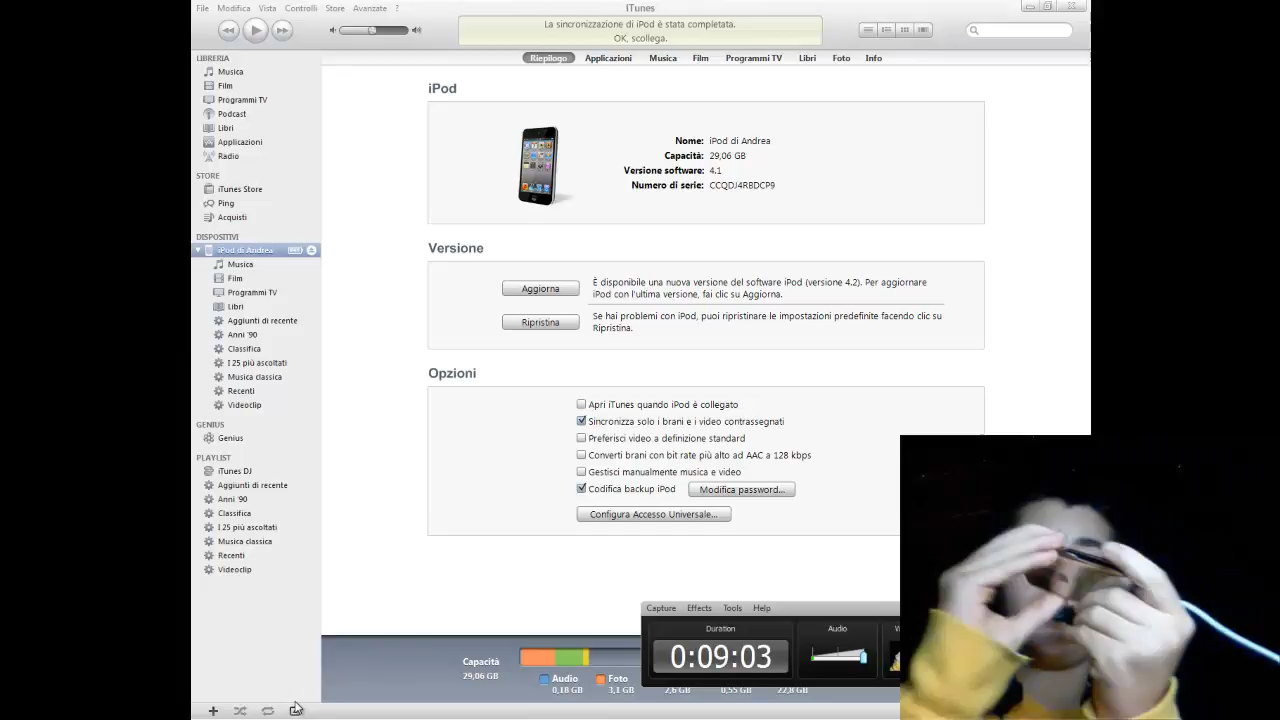 File Modifica Vista Controlli Store Avanzate ?
iTunes
La sincronizzazione di iPod è stata completata.
OK, scollega.
LIBRERIA
Musica
Film
Programmi TV
Podcast
Libri
Applicazioni
Radio
STORE
iTunes Store
Ping
Acquisti
DISPOSITIVI
iPod di Andrea
Musica
Film
Programmi TV
Libri
Aggiunti di recente
Anni '90
Classifica
I 25 più ascoltati
Musica classica
Recenti
Videoclip
GENIUS
Genius
PLAYLIST
iTunes DJ
Aggiunti di recente
Anni '90
Classifica
I 25 più ascoltati
Musica classica
Recenti
Videoclip
Riepilogo Applicazioni Musica Film Programmi TV Libri Foto Info
iPod
Nome: iPod di Andrea
Capacità: 29,06 GB
Versione software: 4.1
Numero di serie: CCQDJ4RBDCP9
Versione
Aggiorna
È disponibile una nuova versione del software iPod (versione 4.2). Per aggiornare
iPod con l'ultima versione, fai clic su Aggiorna.
Ripristina
Se hai problemi con iPod, puoi ripristinare le impostazioni predefinite facendo clic su
Ripristina.
Opzioni
Apri iTunes quando iPod è collegato
Sincronizza solo i brani e i video contrassegnati
Preferisci video a definizione standard
Converti brani con bit rate più alto ad AAC a 128 kbps
Gestisci manualmente musica e video
Codifica backup iPod Modifica password...
Configura Accesso Universale...
Capture Effects Tools Help
Duration Audio
0:09:03
Capacità
29,06 GB
Audio Foto
0,18 GB 3,1 GB 2,6 GB 0,55 GB 22,8 GB